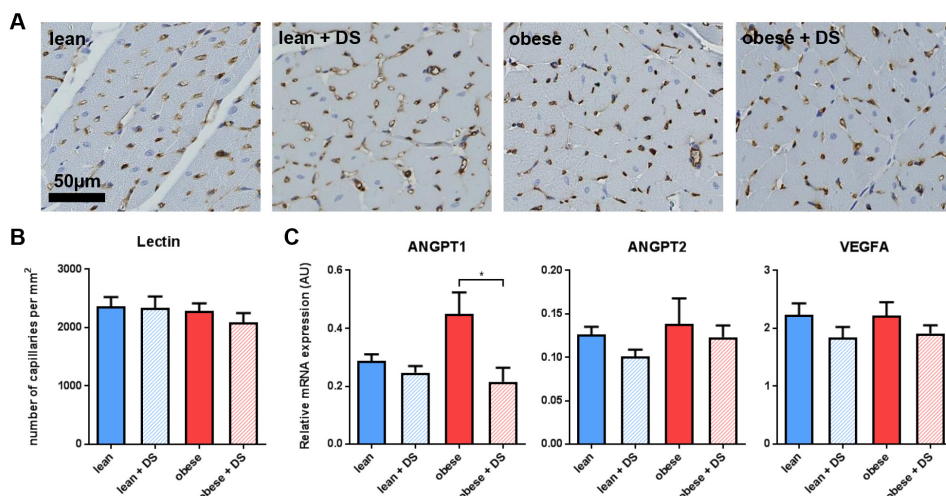 A
lean
lean + DS
obese
obese + DS
50µm
B
Lectin
number of capillaries per mm²
3000
2000
1000
0
lean
lean + DS
obese
obese + DS
C
ANGPT1
Relative mRNA expression (AU)
0.6
0.4
0.2
0.0
*
lean
lean + DS
obese
obese + DS
ANGPT2
0.20
0.15
0.10
0.05
0.00
lean
lean + DS
obese
obese + DS
VEGFA
3
2
1
0
lean
lean + DS
obese
obese + DS